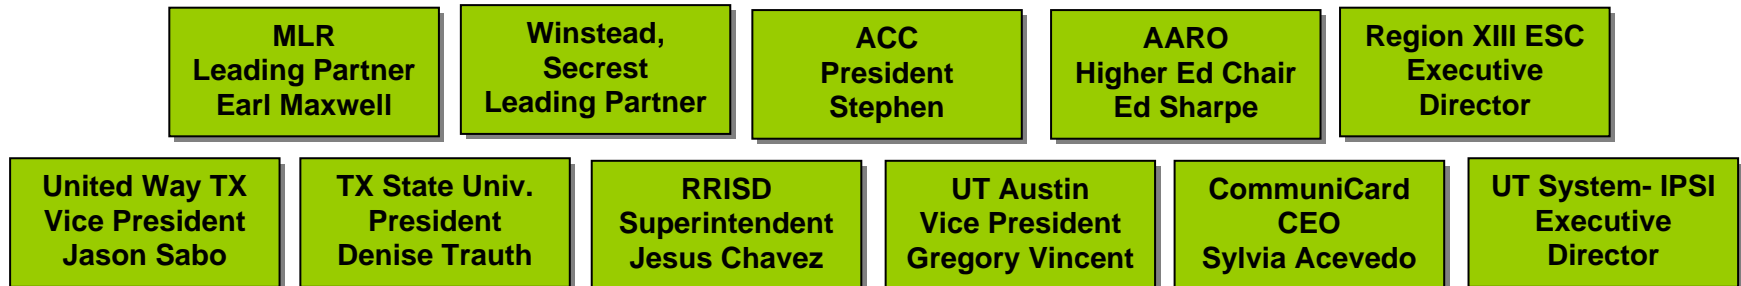 MLR
Leading Partner
Earl Maxwell
Winstead,
Secrest
Leading Partner
ACC
President
Stephen
AARO
Higher Ed Chair
Ed Sharpe
Region XIII ESC
Executive
Director
United Way TX
Vice President
Jason Sabo
TX State Univ.
President
Denise Trauth
RRISD
Superintendent
Jesus Chavez
UT Austin
Vice President
Gregory Vincent
CommuniCard
CEO
Sylvia Acevedo
UT System- IPSI
Executive
Director